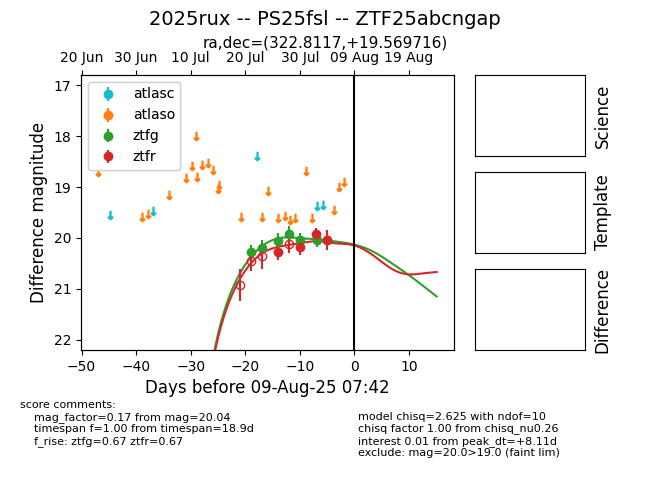 2025rux -- PS25fsl -- ZTF25abcngap
ra,dec=(322.8117,+19.569716)
20 Jun 30 Jun 10 Jul 20 Jul 30 Jul 09 Aug 19 Aug
17
18
19
20
21
22
Difference magnitude
atlasc
atlaso
ztfg
ztfr
−50 −40 −30 −20 −10 0 10
Days before 09-Aug-25 07:42
Science
Template
Difference
score comments:
mag_factor=0.17 from mag=20.04
timespan f=1.00 from timespan=18.9d
f_rise: ztfg=0.67 ztfr=0.67
model chisq=2.625 with ndof=10
chisq factor 1.00 from chisq_nu0.26
interest 0.01 from peak_dt=+8.11d
exclude: mag=20.0>19.0 (faint lim)